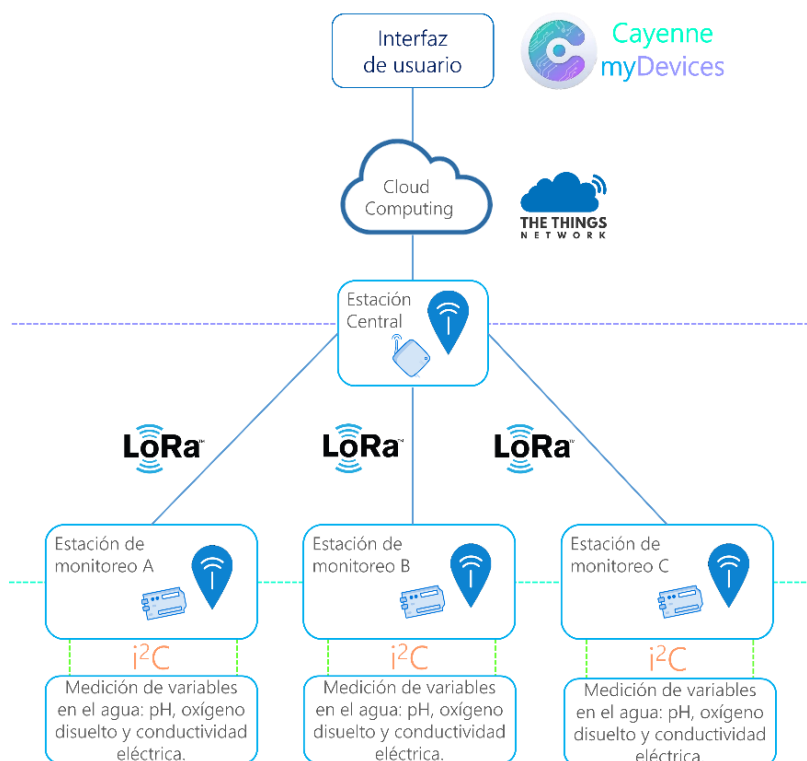 Interfaz
de usuario
Cayenne
myDevices
Cloud
Computing
THE THINGS
NETWORK
Estación
Central
LoRa™
LoRa™
LoRa™
Estación de
monitoreo A
Estación de
monitoreo B
Estación de
monitoreo C
i²C
i²C
i²C
Medición de variables
en el agua: pH, oxígeno
disuelto y conductividad
eléctrica.
Medición de variables
en el agua: pH, oxígeno
disuelto y conductividad
eléctrica.
Medición de variables
en el agua: pH, oxígeno
disuelto y conductividad
eléctrica.